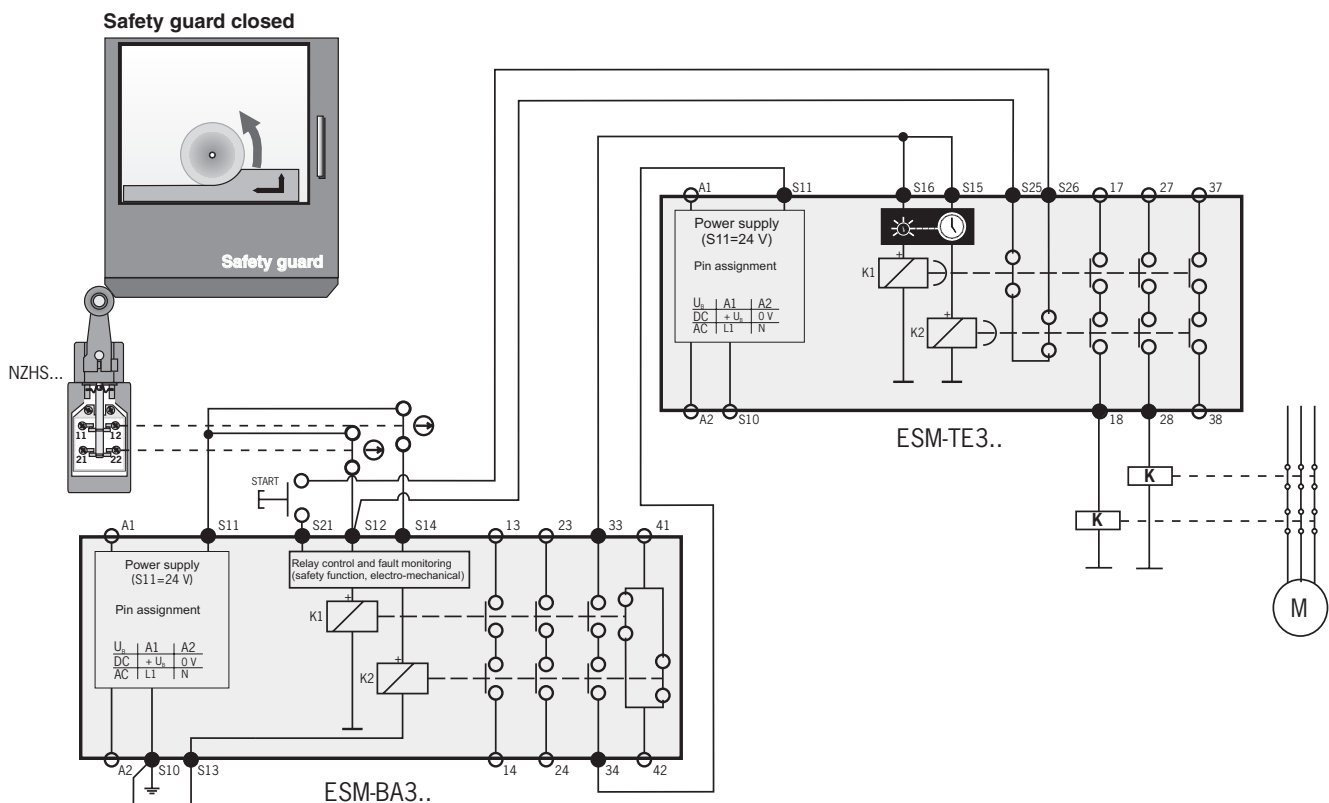 Safety guard closed
Safety guard
NZHS...
11 12
21 22
A1 S11 S16 S15 S25 S26 17 27 37
Power supply
(S11=24 V)
Pin assignment
UB A1 A2
DC + UB 0 V
AC L1 N
+
K1
+
K2
A2 S10 18 28 38
ESM-TE3..
K
K
M
START
A1 S11 S21 S12 S14 13 23 33 41
Power supply
(S11=24 V)
Pin assignment
UB A1 A2
DC + UB 0 V
AC L1 N
Relay control and fault monitoring
(safety function, electro-mechanical)
+
K1
+
K2
A2 S10 S13 14 24 34 42
ESM-BA3..